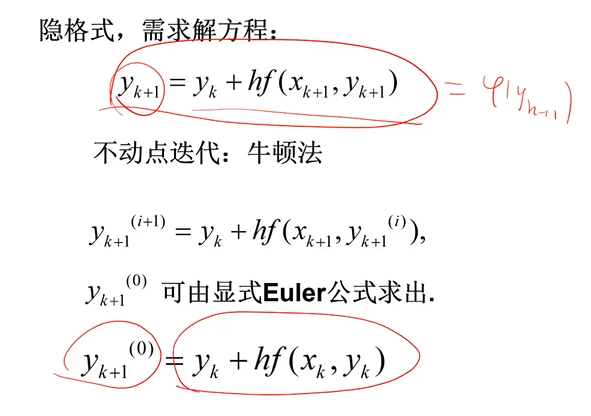 隐格式，需求解方程：
y_{k+1} = y_k + hf(x_{k+1}, y_{k+1}) = φ(y_{k+1})
不动点迭代：牛顿法
y_{k+1}^{(i+1)} = y_k + hf(x_{k+1}, y_{k+1}^{(i)}),
y_{k+1}^{(0)} 可由显式Euler公式求出.
y_{k+1}^{(0)} = y_k + hf(x_k, y_k)